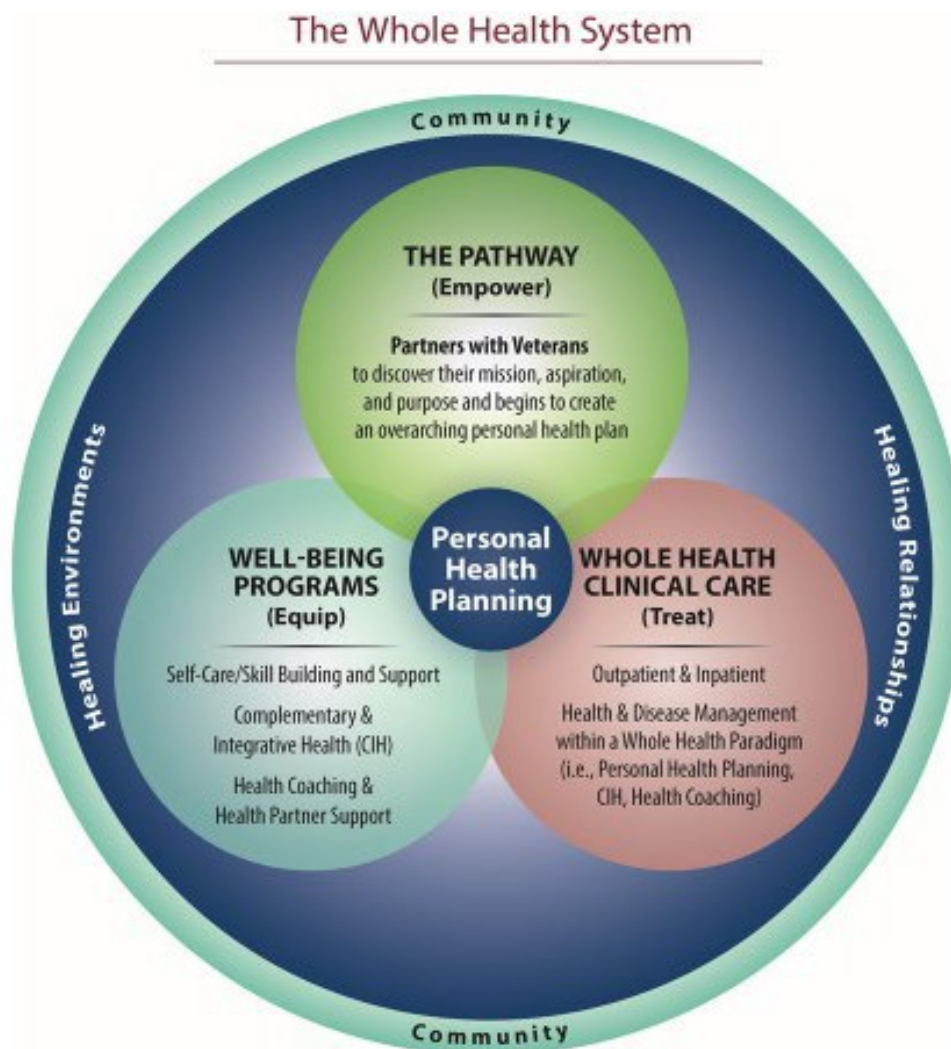 The Whole Health System
Community
THE PATHWAY
(Empower)
Partners with Veterans
to discover their mission, aspiration,
and purpose and begins to create
an overarching personal health plan
Healing Environments
Healing Relationships
Personal
Health
Planning
WELL-BEING
PROGRAMS
(Equip)
Self-Care/Skill Building and Support
Complementary &
Integrative Health (CIH)
Health Coaching &
Health Partner Support
WHOLE HEALTH
CLINICAL CARE
(Treat)
Outpatient & Inpatient
Health & Disease Management
within a Whole Health Paradigm
(i.e., Personal Health Planning,
CIH, Health Coaching)
Community